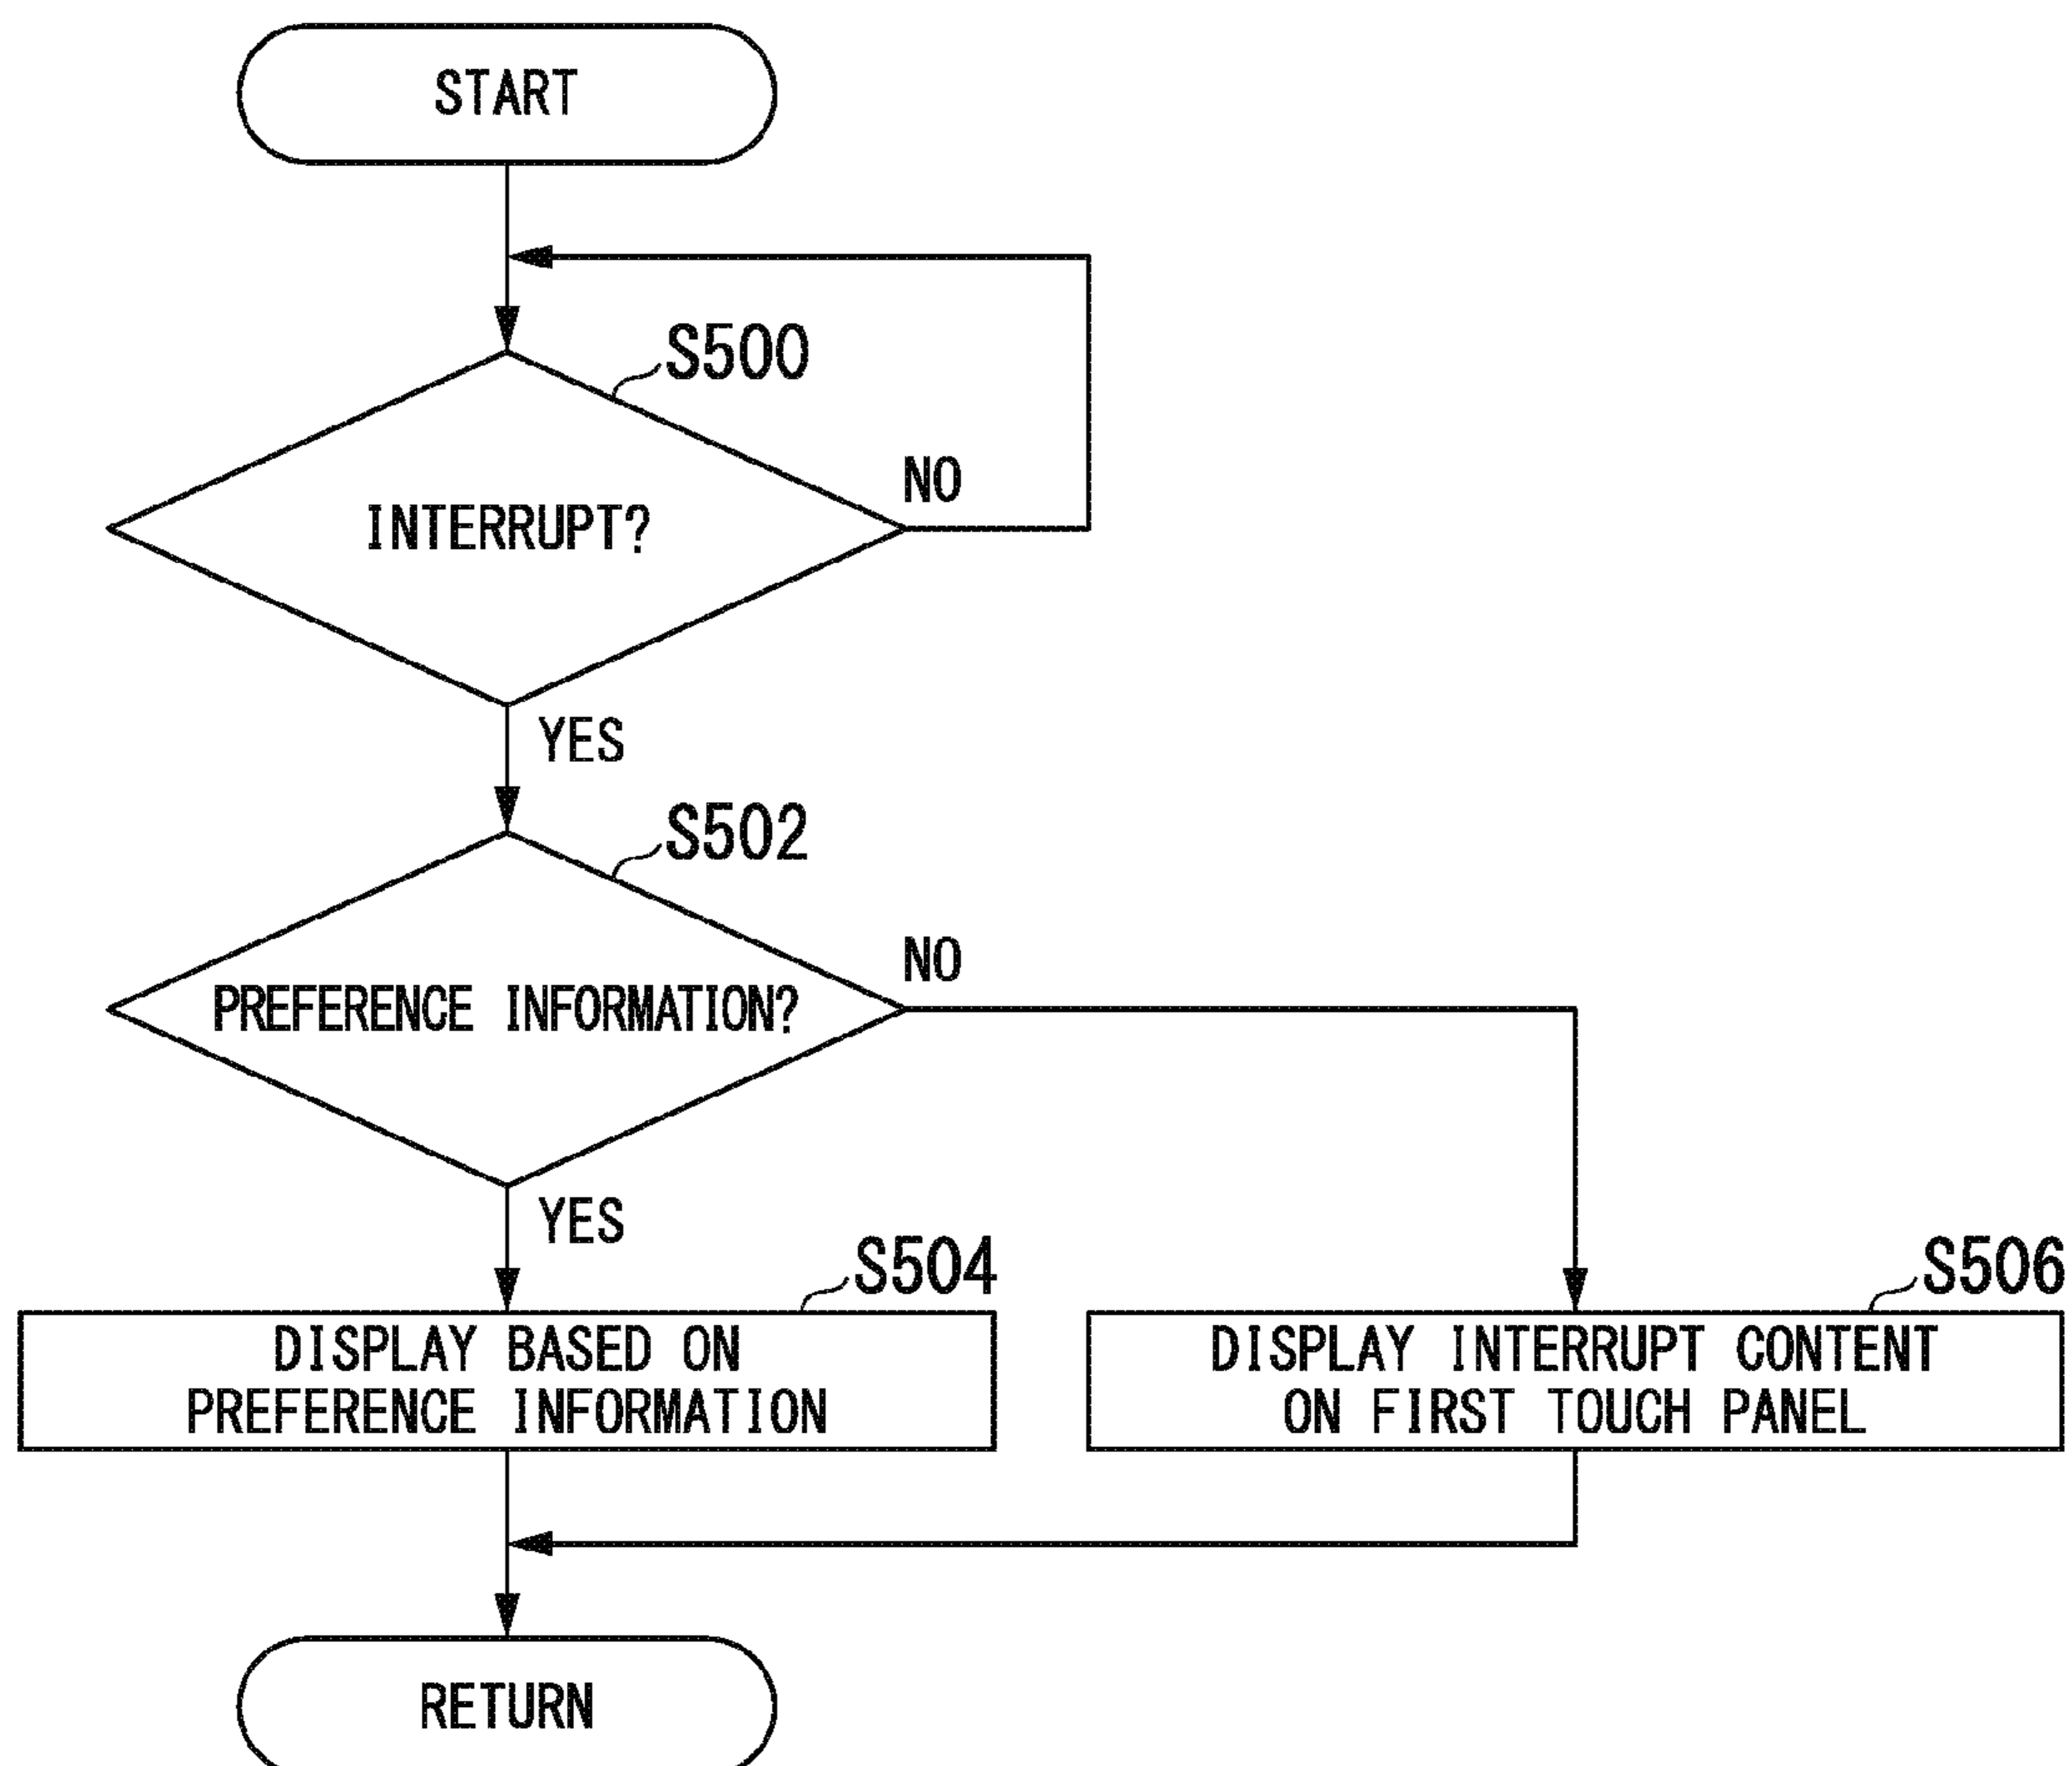 START
S500
INTERRUPT?
NO
YES
S502
PREFERENCE INFORMATION?
NO
YES
S504
DISPLAY BASED ON
PREFERENCE INFORMATION
S506
DISPLAY INTERRUPT CONTENT
ON FIRST TOUCH PANEL
RETURN